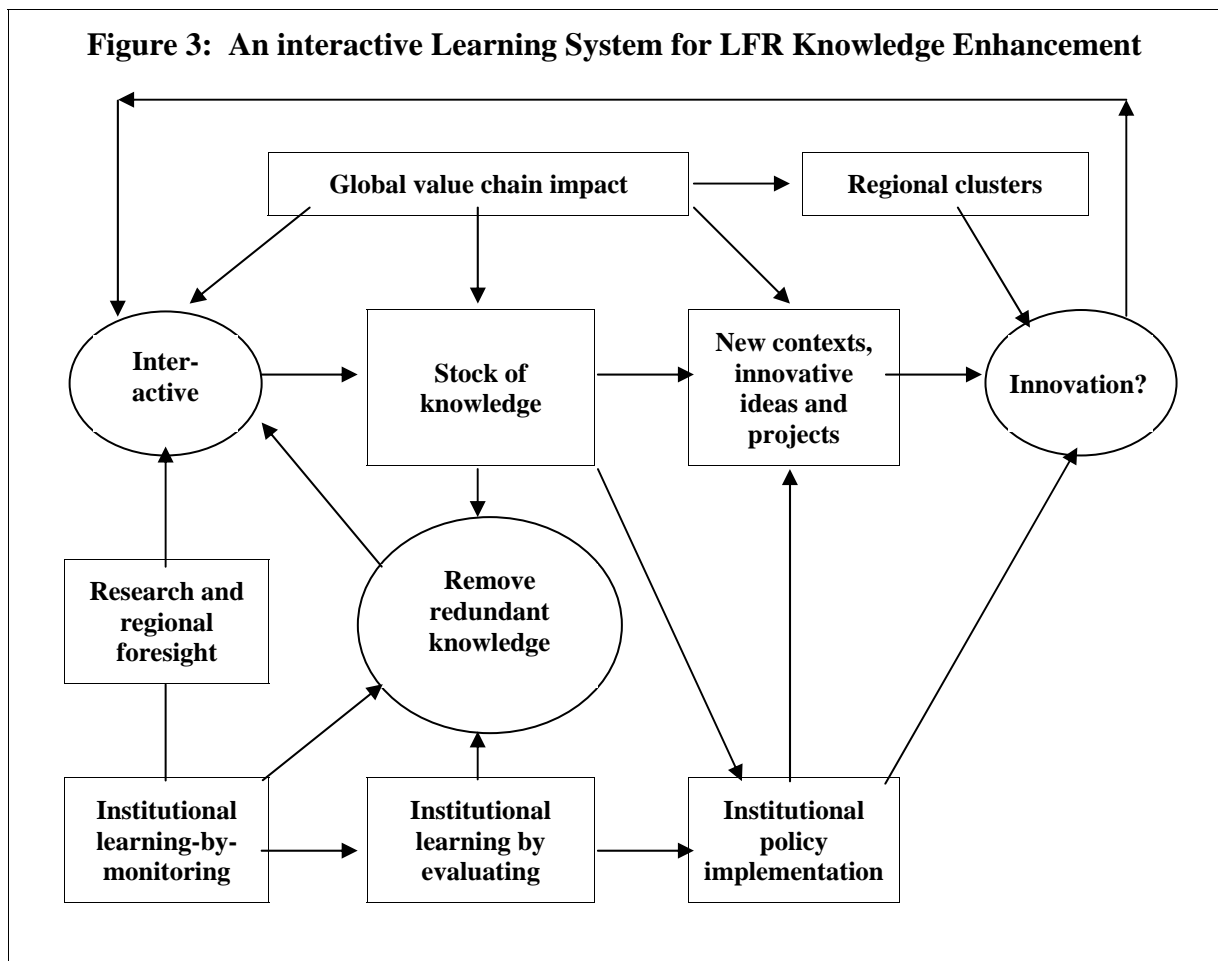 Figure 3: An interactive Learning System for LFR Knowledge Enhancement
Global value chain impact
Regional clusters
Inter-
active
Stock of
knowledge
New contexts,
innovative
ideas and
projects
Innovation?
Research and
regional
foresight
Remove
redundant
knowledge
Institutional
learning-by-
monitoring
Institutional
learning by
evaluating
Institutional
policy
implementation